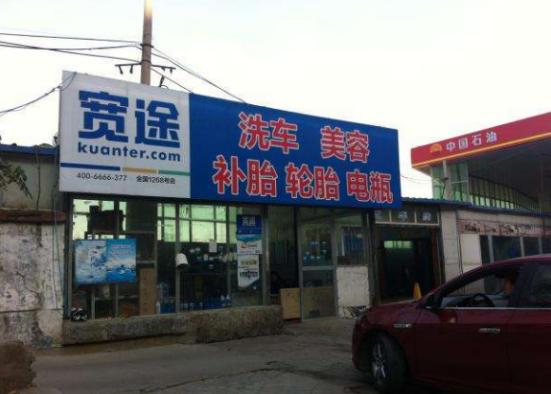 宽途
kuanter.com
400-6666-377 全国1268号店
洗车 美容
补胎 轮胎 电瓶
中国石油